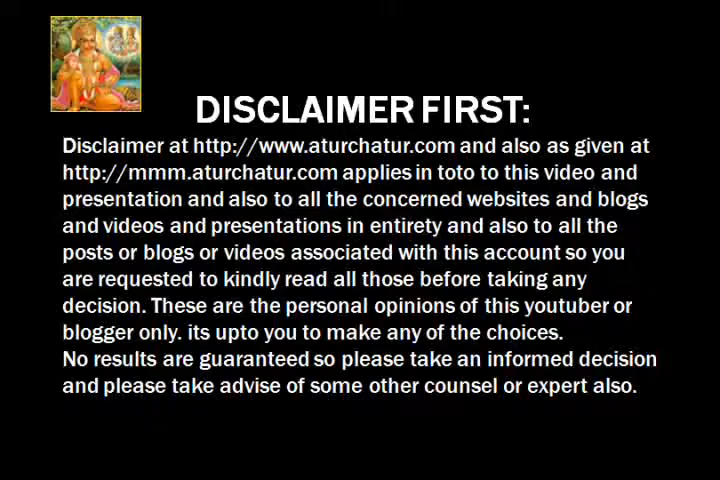 DISCLAIMER FIRST:
Disclaimer at http://www.aturchatur.com and also as given at
http://mmm.aturchatur.com applies in toto to this video and
presentation and also to all the concerned websites and blogs
and videos and presentations in entirety and also to all the
posts or blogs or videos associated with this account so you
are requested to kindly read all those before taking any
decision. These are the personal opinions of this youtuber or
blogger only. its upto you to make any of the choices.
No results are guaranteed so please take an informed decision
and please take advise of some other counsel or expert also.